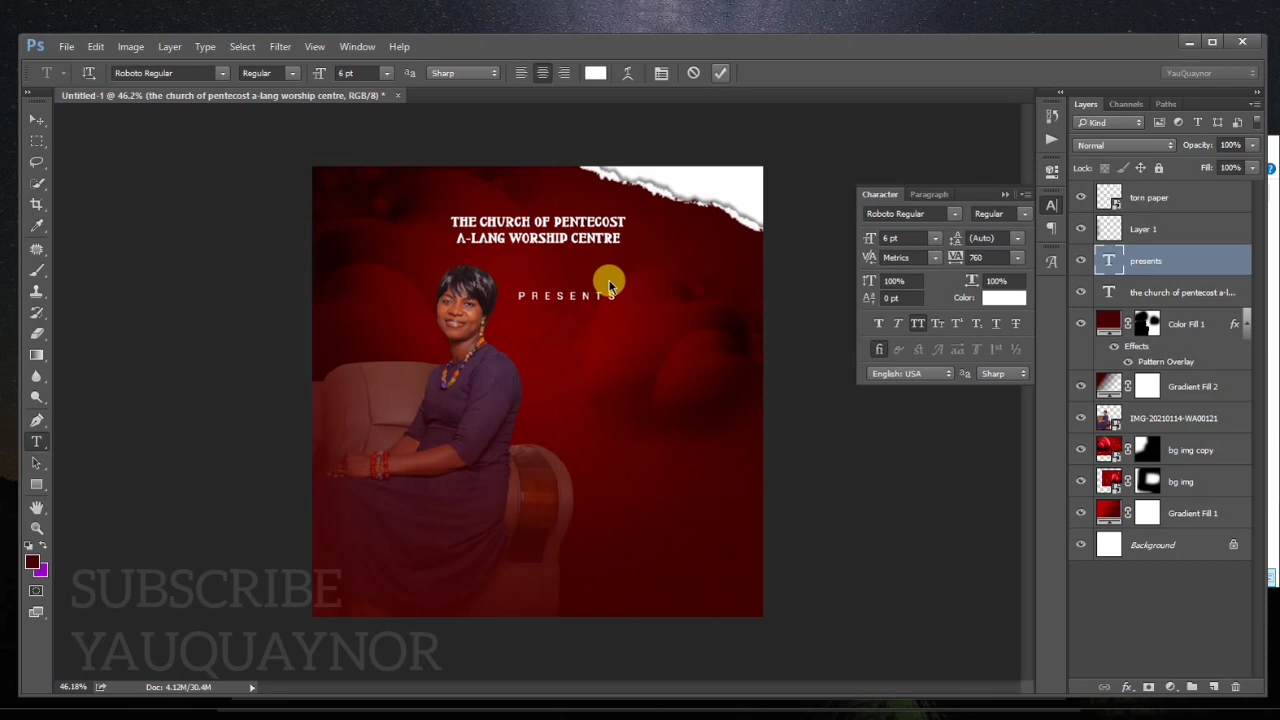 Ps File Edit Image Layer Type Select Filter View Window Help
T Roboto Regular Regular 6 pt Sharp YauQuaynor
Untitled-1 @ 46.2% (the church of pentecost a-lang worship centre, RGB/8) *
THE CHURCH OF PENTECOST
A-LANG WORSHIP CENTRE
PRESENTS
SUBSCRIBE
YAUQUAYNOR
46.18% Doc: 4.12M/30.4M
Character Paragraph
Roboto Regular Regular
6 pt (Auto)
Metrics 760
100% 100%
0 pt Color:
English: USA Sharp
Layers Channels Paths
Kind
Normal Opacity: 100%
Lock: Fill: 100%
torn paper
Layer 1
presents
the church of pentecost a-l...
Color Fill 1 fx
Effects
Pattern Overlay
Gradient Fill 2
IMG-20210114-WA00121
bg img copy
bg img
Gradient Fill 1
Background